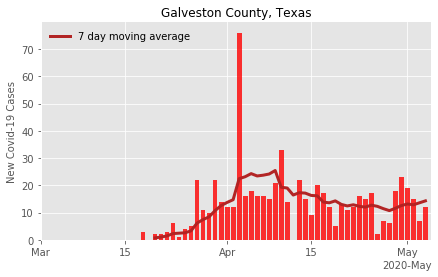 Galveston County, Texas
7 day moving average
New Covid-19 Cases
70
60
50
40
30
20
10
0
Mar 15 Apr 15 May
2020-May